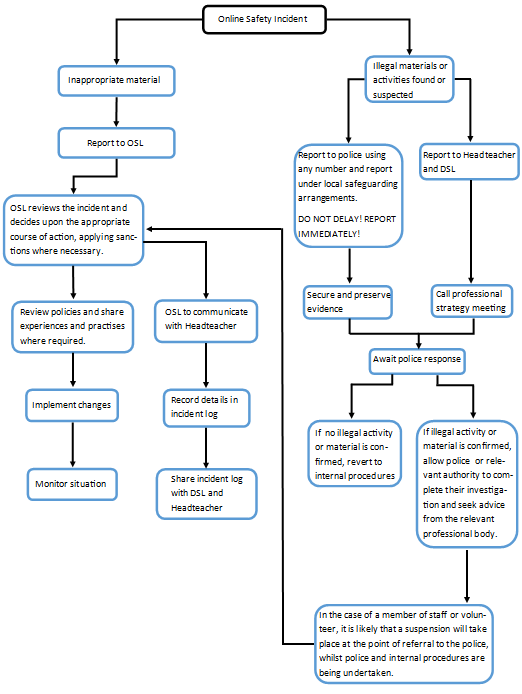 Online Safety Incident
Inappropriate material
Illegal materials or
activities found or
suspected
Report to OSL
Report to police using
any number and report
under local safeguarding
arrangements.
DO NOT DELAY! REPORT
IMMEDIATELY!
Report to Headteacher
and DSL
OSL reviews the incident and
decides upon the appropriate
course of action, applying sanc-
tions where necessary.
Secure and preserve
evidence
Call professional
strategy meeting
Review policies and share
experiences and practises
where required.
OSL to communicate
with Headteacher
Await police response
Implement changes
Record details in
incident log
If no illegal activity
or material is con-
firmed, revert to
internal procedures
If illegal activity or
material is confirmed,
allow police or rele-
vant authority to com-
plete their investiga-
tion and seek advice
from the relevant
professional body.
Monitor situation
Share incident log
with DSL and
Headteacher
In the case of a member of staff or volun-
teer, it is likely that a suspension will take
place at the point of referral to the police,
whilst police and internal procedures are
being undertaken.